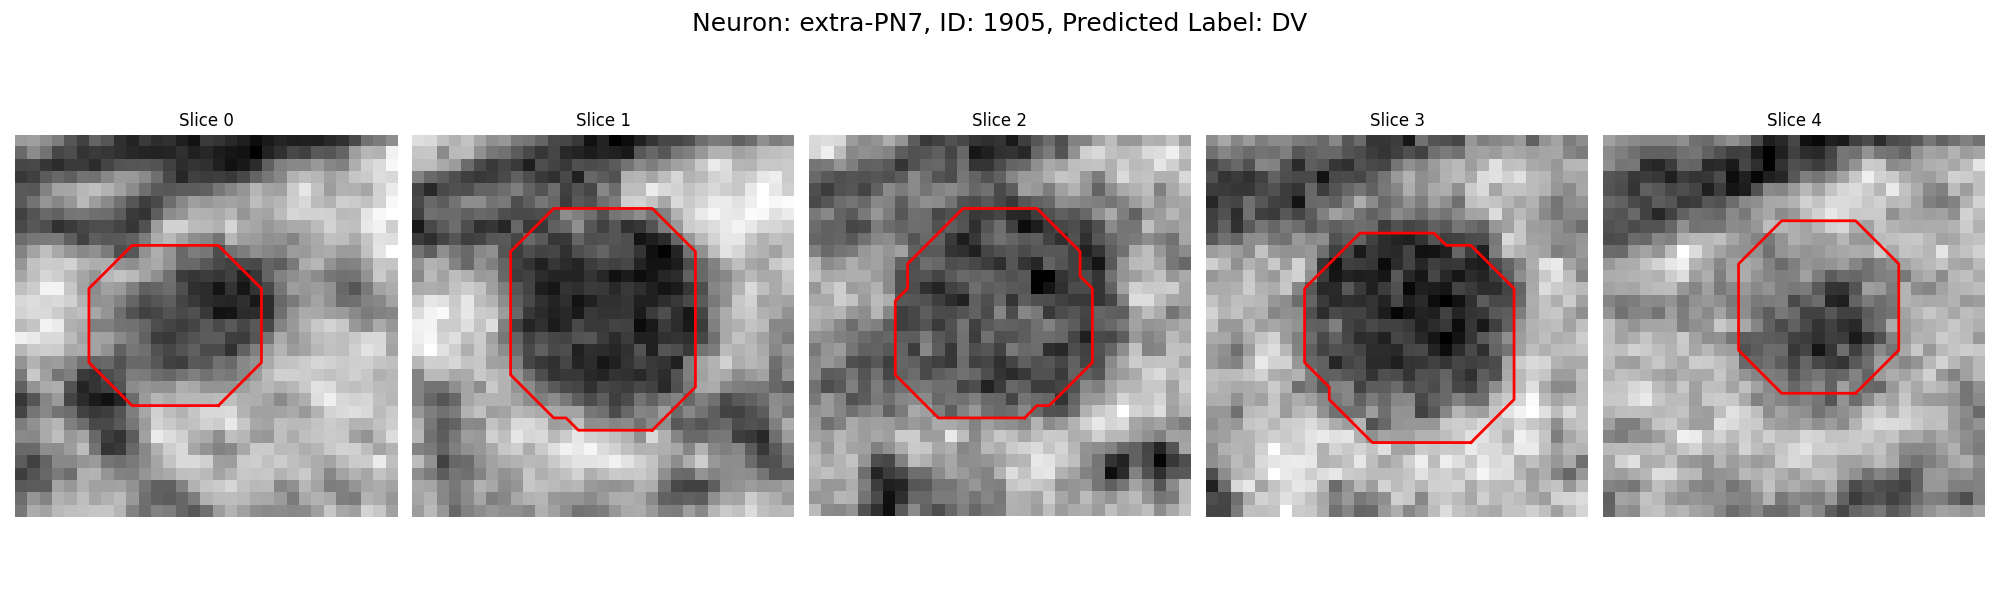 Neuron: extra-PN7, ID: 1905, Predicted Label: DV
Slice 0
Slice 1
Slice 2
Slice 3
Slice 4